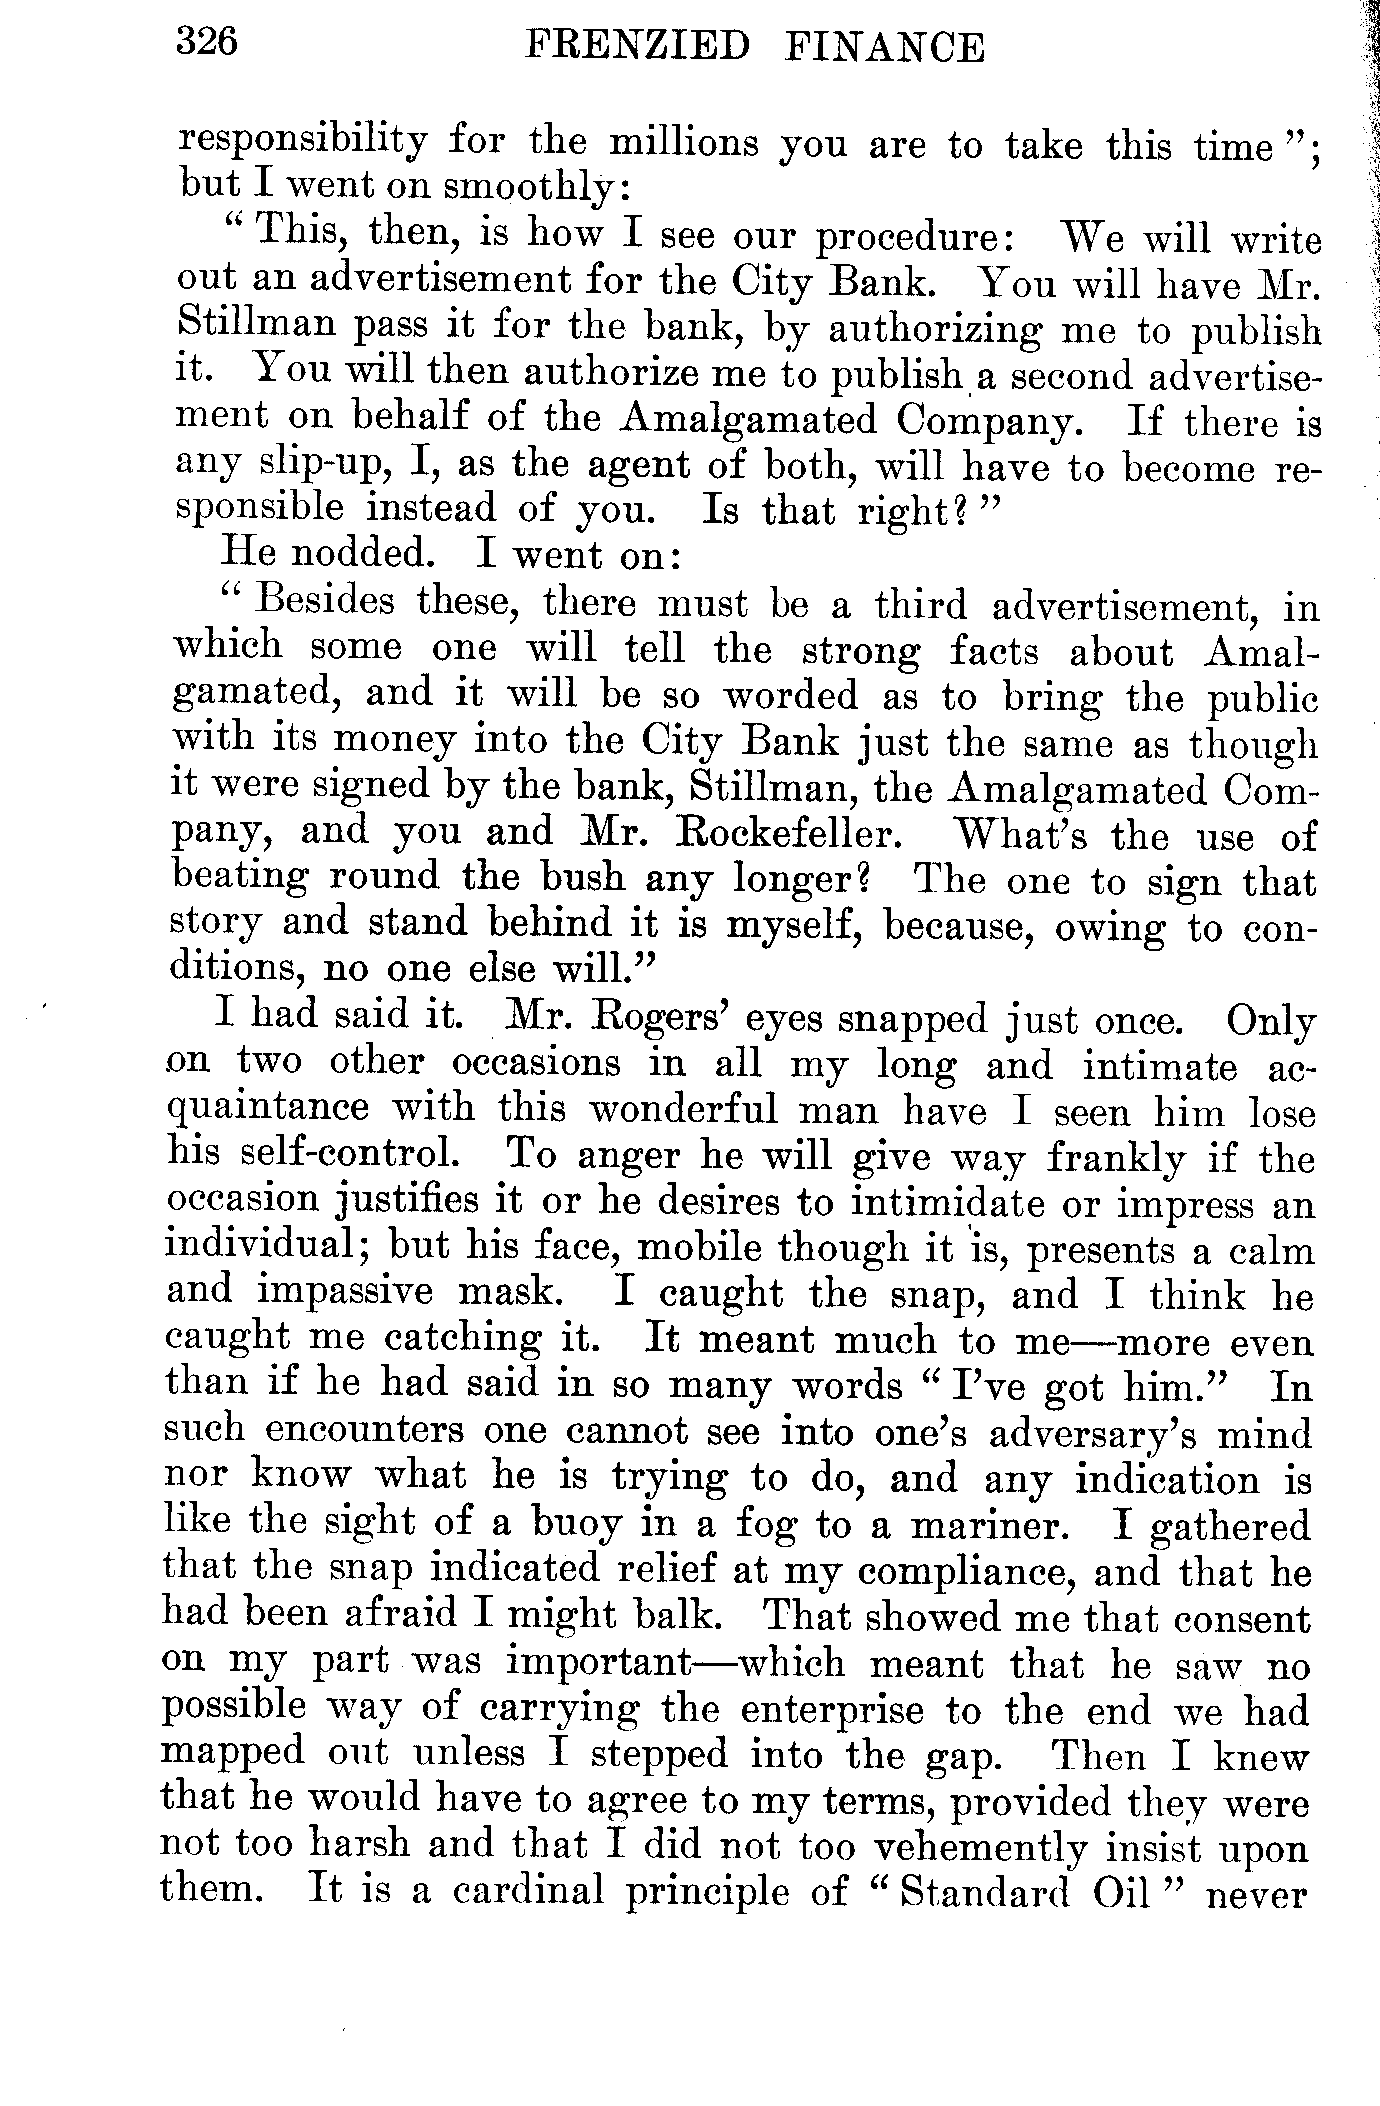 326 FRENZIED FINANCE
responsibility for the millions you are to take this time ";
but I went on smoothly:
" This, then, is how I see our procedure: We will write
out an advertisement for the City Bank. You will have Mr.
Stillman pass it for the bank, by authorizing me to publish
it. You will then authorize me to publish a second advertise-
ment on behalf of the Amalgamated Company. If there is
any slip-up, I, as the agent of both, will have to become re-
sponsible instead of you. Is that right? "
He nodded. I went on:
" Besides these, there must be a third advertisement, in
which some one will tell the strong facts about Amal-
gamated, and it will be so worded as to bring the public
with its money into the City Bank just the same as though
it were signed by the bank, Stillman, the Amalgamated Com-
pany, and you and Mr. Rockefeller. What's the use of
beating round the bush any longer? The one to sign that
story and stand behind it is myself, because, owing to con-
ditions, no one else will."
I had said it. Mr. Rogers' eyes snapped just once. Only
on two other occasions in all my long and intimate ac-
quaintance with this wonderful man have I seen him lose
his self-control. To anger he will give way frankly if the
occasion justifies it or he desires to intimidate or impress an
individual; but his face, mobile though it is, presents a calm
and impassive mask. I caught the snap, and I think he
caught me catching it. It meant much to me—more even
than if he had said in so many words " I've got him." In
such encounters one cannot see into one's adversary's mind
nor know what he is trying to do, and any indication is
like the sight of a buoy in a fog to a mariner. I gathered
that the snap indicated relief at my compliance, and that he
had been afraid I might balk. That showed me that consent
on my part was important—which meant that he saw no
possible way of carrying the enterprise to the end we had
mapped out unless I stepped into the gap. Then I knew
that he would have to agree to my terms, provided they were
not too harsh and that I did not too vehemently insist upon
them. It is a cardinal principle of " Standard Oil " never